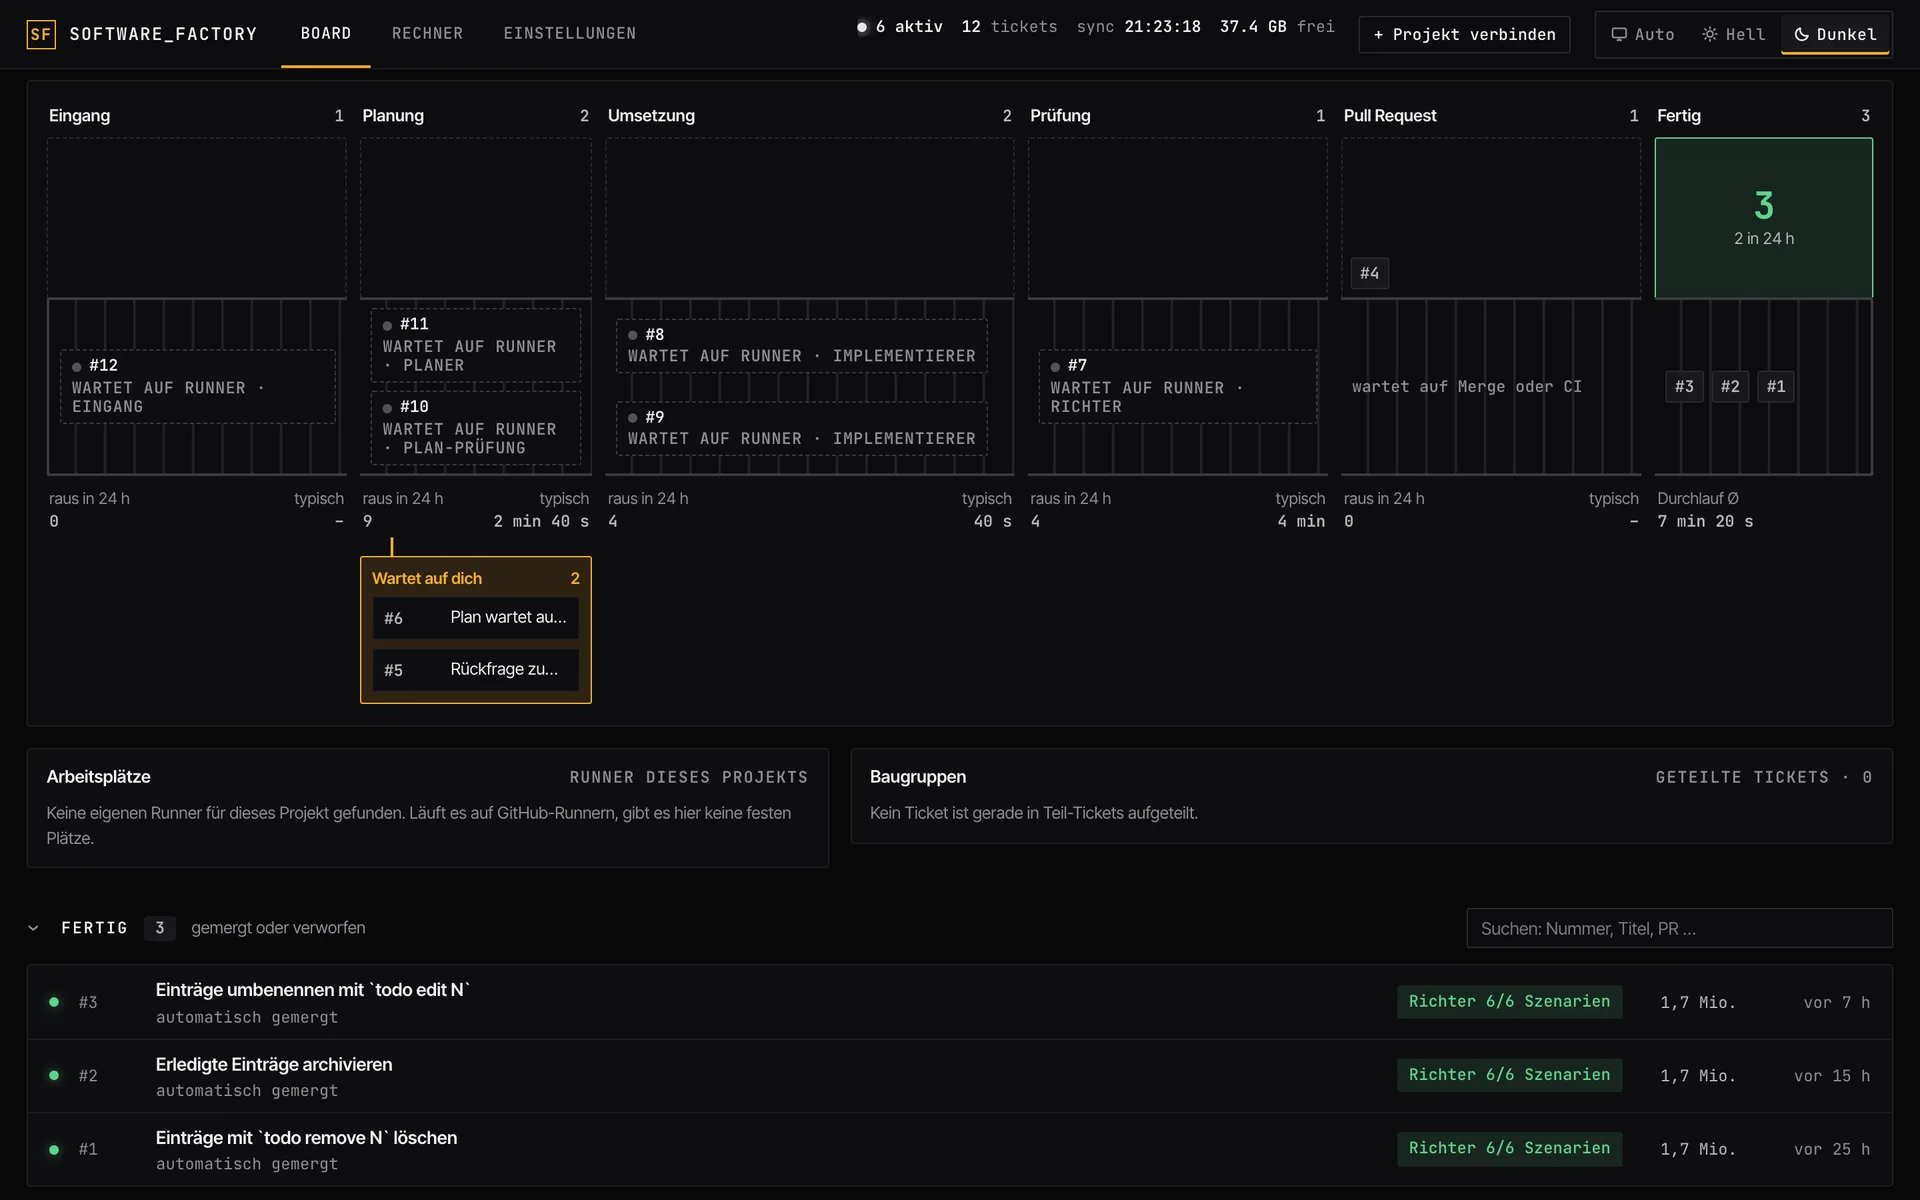 SF SOFTWARE_FACTORY BOARD RECHNER EINSTELLUNGEN 6 aktiv 12 tickets sync 21:23:18 37.4 GB frei + Projekt verbinden Auto Hell Dunkel
Eingang 1 Planung 2 Umsetzung 2 Prüfung 1 Pull Request 1 Fertig 3
3
2 in 24 h
#4
#12
WARTET AUF RUNNER ·
EINGANG
#11
WARTET AUF RUNNER
· PLANER
#10
WARTET AUF RUNNER
· PLAN-PRÜFUNG
#8
WARTET AUF RUNNER · IMPLEMENTIERER
#9
WARTET AUF RUNNER · IMPLEMENTIERER
#7
WARTET AUF RUNNER ·
RICHTER
wartet auf Merge oder CI
#3 #2 #1
raus in 24 h typisch raus in 24 h typisch raus in 24 h typisch raus in 24 h typisch raus in 24 h typisch Durchlauf Ø
0 – 9 2 min 40 s 4 40 s 4 4 min 0 – 7 min 20 s
Wartet auf dich 2
#6 Plan wartet au...
#5 Rückfrage zu...
Arbeitsplätze RUNNER DIESES PROJEKTS
Keine eigenen Runner für dieses Projekt gefunden. Läuft es auf GitHub-Runnern, gibt es hier keine festen
Plätze.
Baugruppen GETEILTE TICKETS · 0
Kein Ticket ist gerade in Teil-Tickets aufgeteilt.
FERTIG 3 gemergt oder verworfen Suchen: Nummer, Titel, PR ...
#3 Einträge umbenennen mit `todo edit N` Richter 6/6 Szenarien 1,7 Mio. vor 7 h
automatisch gemergt
#2 Erledigte Einträge archivieren Richter 6/6 Szenarien 1,7 Mio. vor 15 h
automatisch gemergt
#1 Einträge mit `todo remove N` löschen Richter 6/6 Szenarien 1,7 Mio. vor 25 h
automatisch gemergt